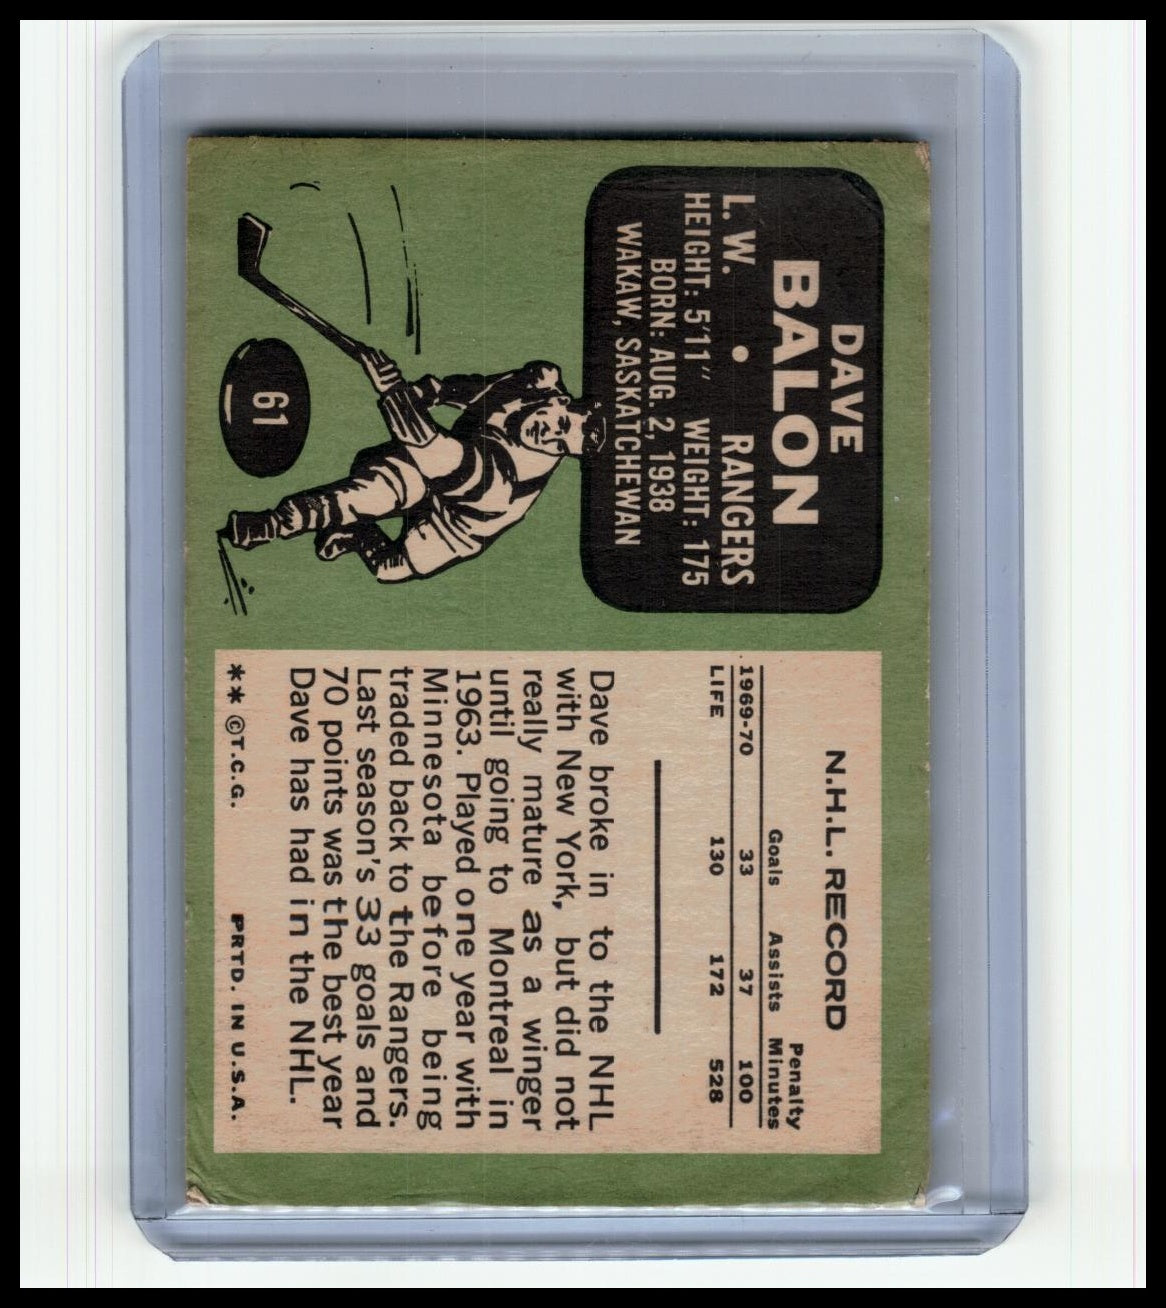 DAVE
BALON
L. W. • RANGERS
HEIGHT: 5'11" WEIGHT: 175
BORN: AUG. 2, 1938
WAKAW, SASKATCHEWAN
61
N.H.L. RECORD
Penalty
Goals Assists Minutes
1969-70 33 37 100
LIFE 130 172 528
Dave broke in to the NHL
with New York, but did not
really mature as a winger
until going to Montreal in
1963. Played one year with
Minnesota before being
traded back to the Rangers.
Last season's 33 goals and
70 points was the best year
Dave has had in the NHL.
** ©T.C.G. PRTD. IN U.S.A.